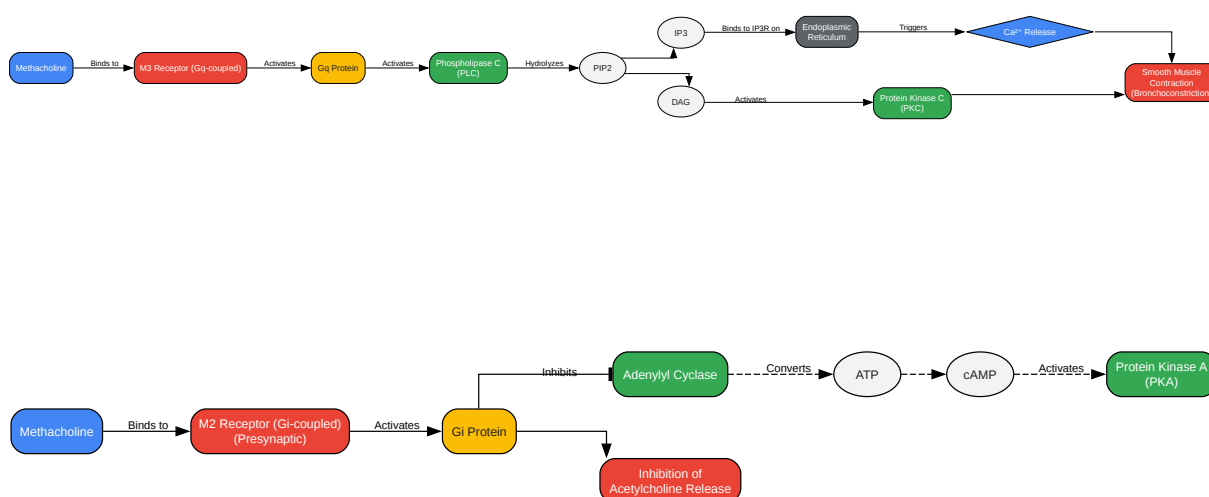 Methacholine
Binds to
M3 Receptor (Gq-coupled)
Activates
Gq Protein
Activates
Phospholipase C
(PLC)
Hydrolyzes
PIP2
IP3
Binds to IP3R on
Endoplasmic
Reticulum
Triggers
Ca²⁺ Release
DAG
Activates
Protein Kinase C
(PKC)
Smooth Muscle
Contraction
(Bronchoconstriction
Methacholine
Binds to
M2 Receptor (Gi-coupled)
(Presynaptic)
Activates
Gi Protein
Inhibits
Adenylyl Cyclase
Converts
ATP
cAMP
Activates
Protein Kinase A
(PKA)
Inhibition of
Acetylcholine Release